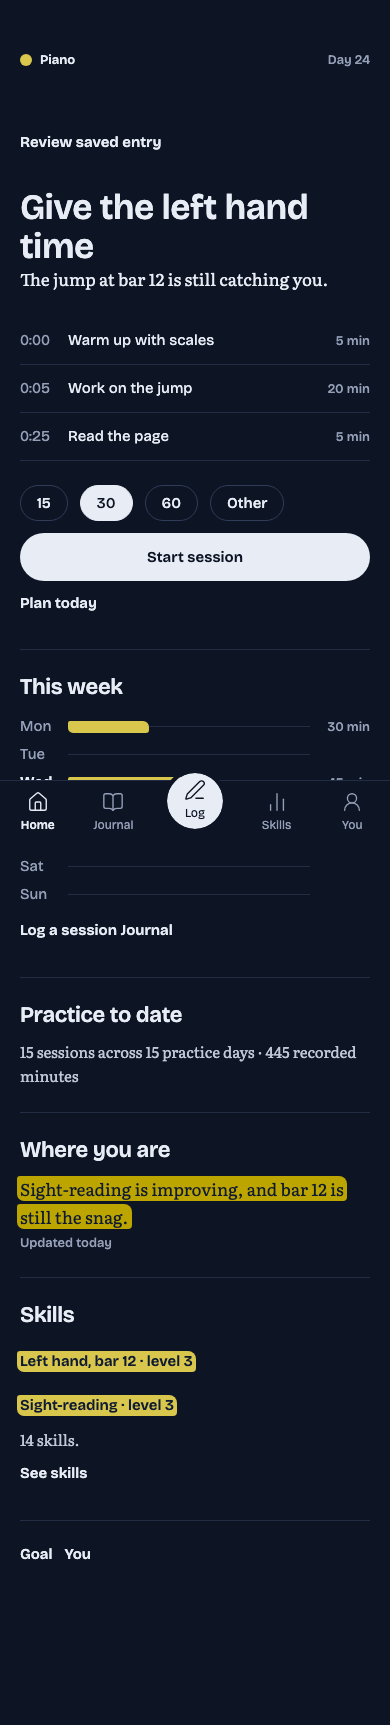 Piano
Day 24
Review saved entry
Give the left hand
time
The jump at bar 12 is still catching you.
0:00 Warm up with scales 5 min
0:05 Work on the jump 20 min
0:25 Read the page 5 min
15 30 60 Other
Start session
Plan today
This week
Mon 30 min
Tue
Home Journal Log Skills You
Sat
Sun
Log a session Journal
Practice to date
15 sessions across 15 practice days · 445 recorded
minutes
Where you are
Sight-reading is improving, and bar 12 is
still the snag.
Updated today
Skills
Left hand, bar 12 · level 3
Sight-reading · level 3
14 skills.
See skills
Goal You